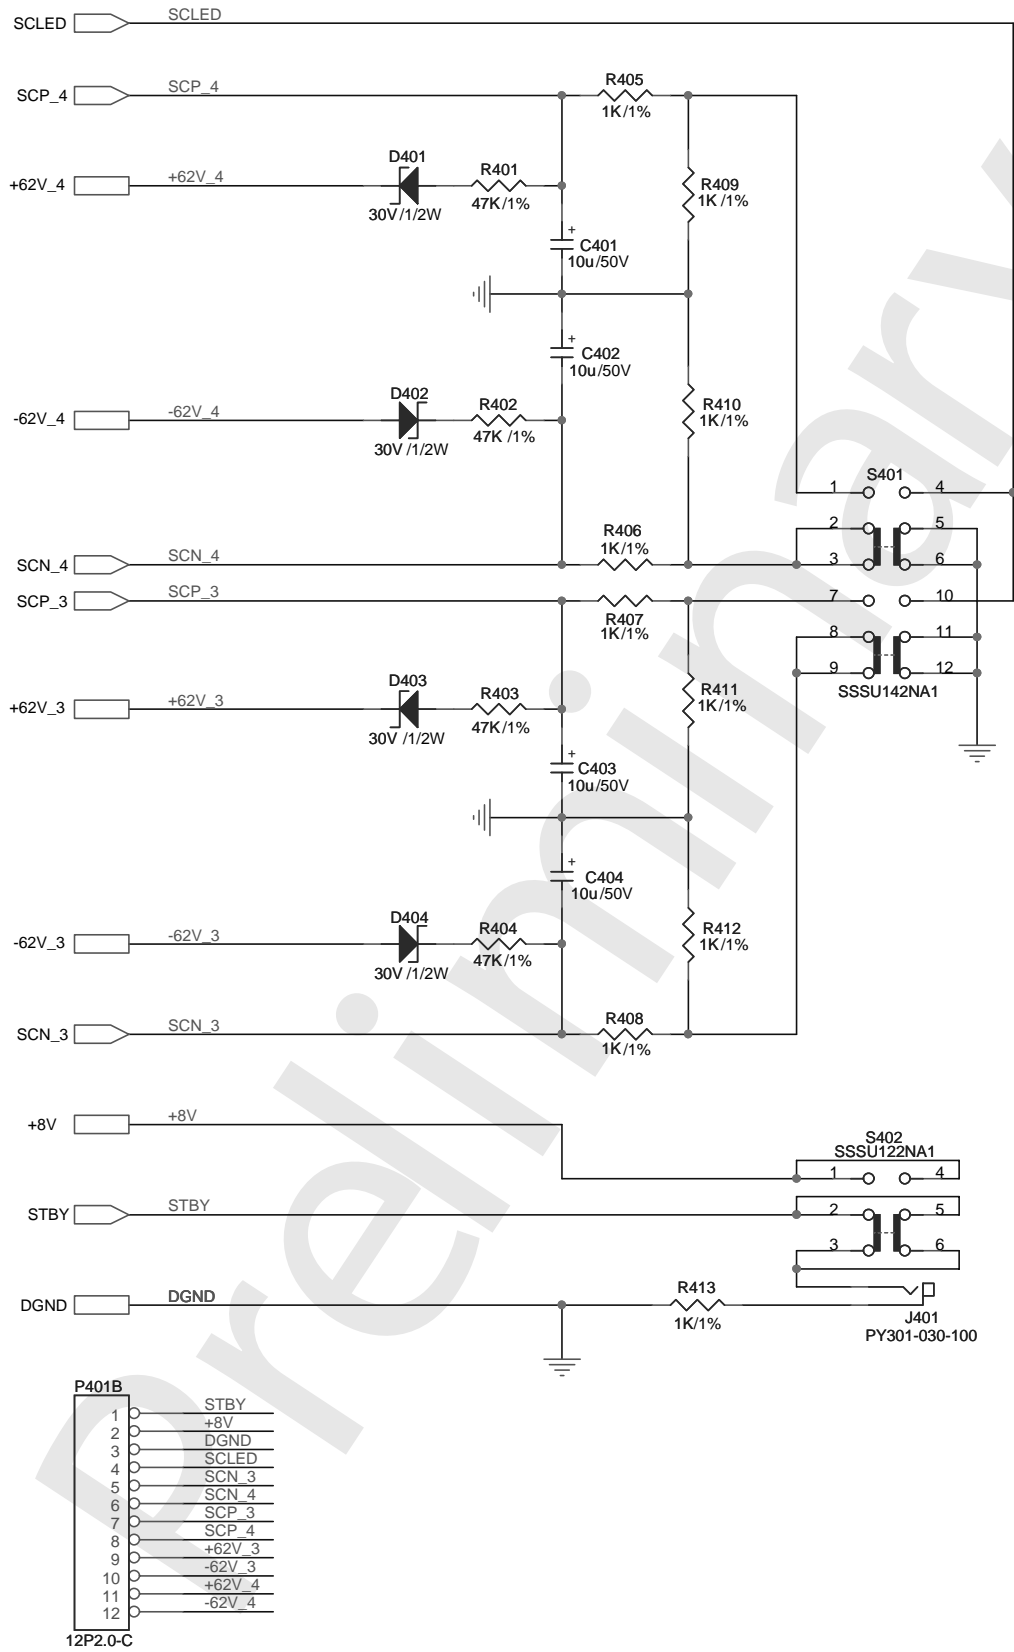 SCLED SCLED
SCP_4 SCP_4
R405
1K/1%
D401
+62V_4 +62V_4
30V/1/2W
R401
47K/1%
R409
1K/1%
+
C401
10u/50V
+
C402
10u/50V
D402
-62V_4 -62V_4
30V/1/2W
R402
47K/1%
R410
1K/1%
S401
1 4
2 5
3 6
7 10
8 11
9 12
SSSU142NA1
R406
1K/1%
SCN_4 SCN_4
SCP_3 SCP_3
R407
1K/1%
D403
+62V_3 +62V_3
30V/1/2W
R403
47K/1%
R411
1K/1%
+
C403
10u/50V
+
C404
10u/50V
D404
-62V_3 -62V_3
30V/1/2W
R404
47K/1%
R412
1K/1%
SCN_3 SCN_3
R408
1K/1%
+8V +8V
S402
SSSU122NA1
1 4
STBY STBY
2 5
3 6
DGND DGND
R413
1K/1%
J401
PY301-030-100
P401B
1 STBY
2 +8V
3 DGND
4 SCLED
5 SCN_3
6 SCN_4
7 SCP_3
8 SCP_4
9 +62V_3
10 -62V_3
11 +62V_4
12 -62V_4
12P2.0-C
Preliminary